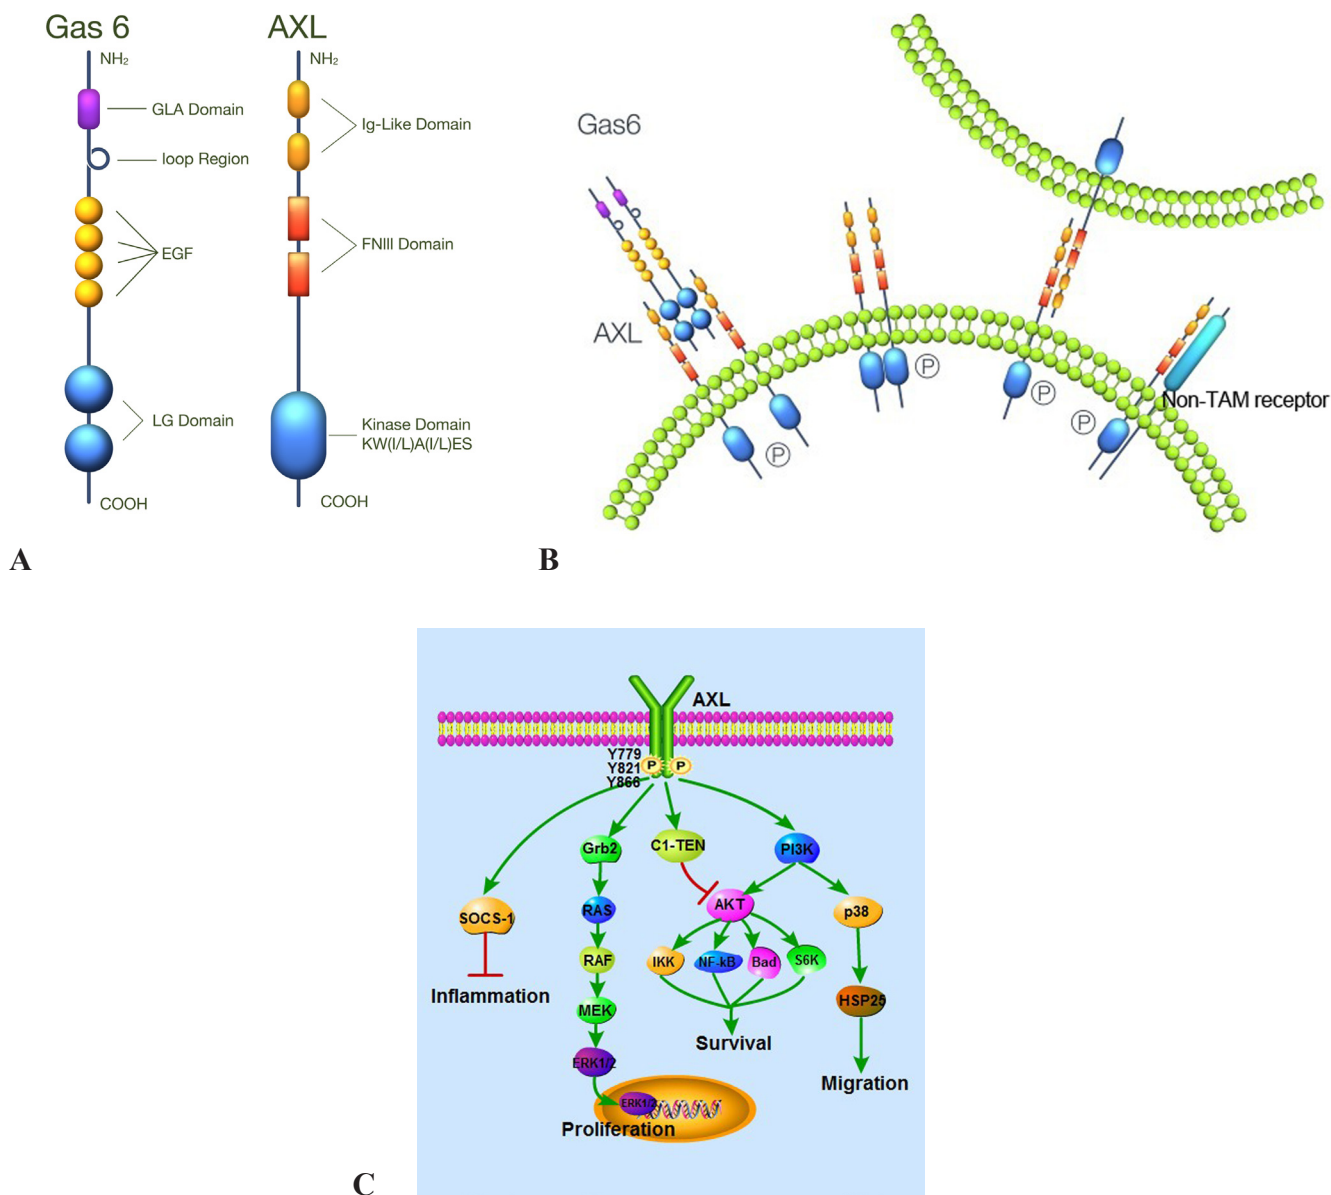 Gas 6
NH₂
GLA Domain
loop Region
EGF
LG Domain
COOH
AXL
NH₂
Ig-Like Domain
FNIII Domain
Kinase Domain
KW(I/L)A(I/L)ES
COOH
A
Gas6
AXL
P
P
P
P
Non-TAM receptor
B
AXL
Y779
Y821
Y866
P
P
Grb2
C1-TEN
PI3K
SOCS-1
RAS
AKT
p38
RAF
IKK
NF-kB
Bad
S6K
Inflammation
MEK
HSP25
Survival
ERK1/2
Migration
ERK1/2
Proliferation
C